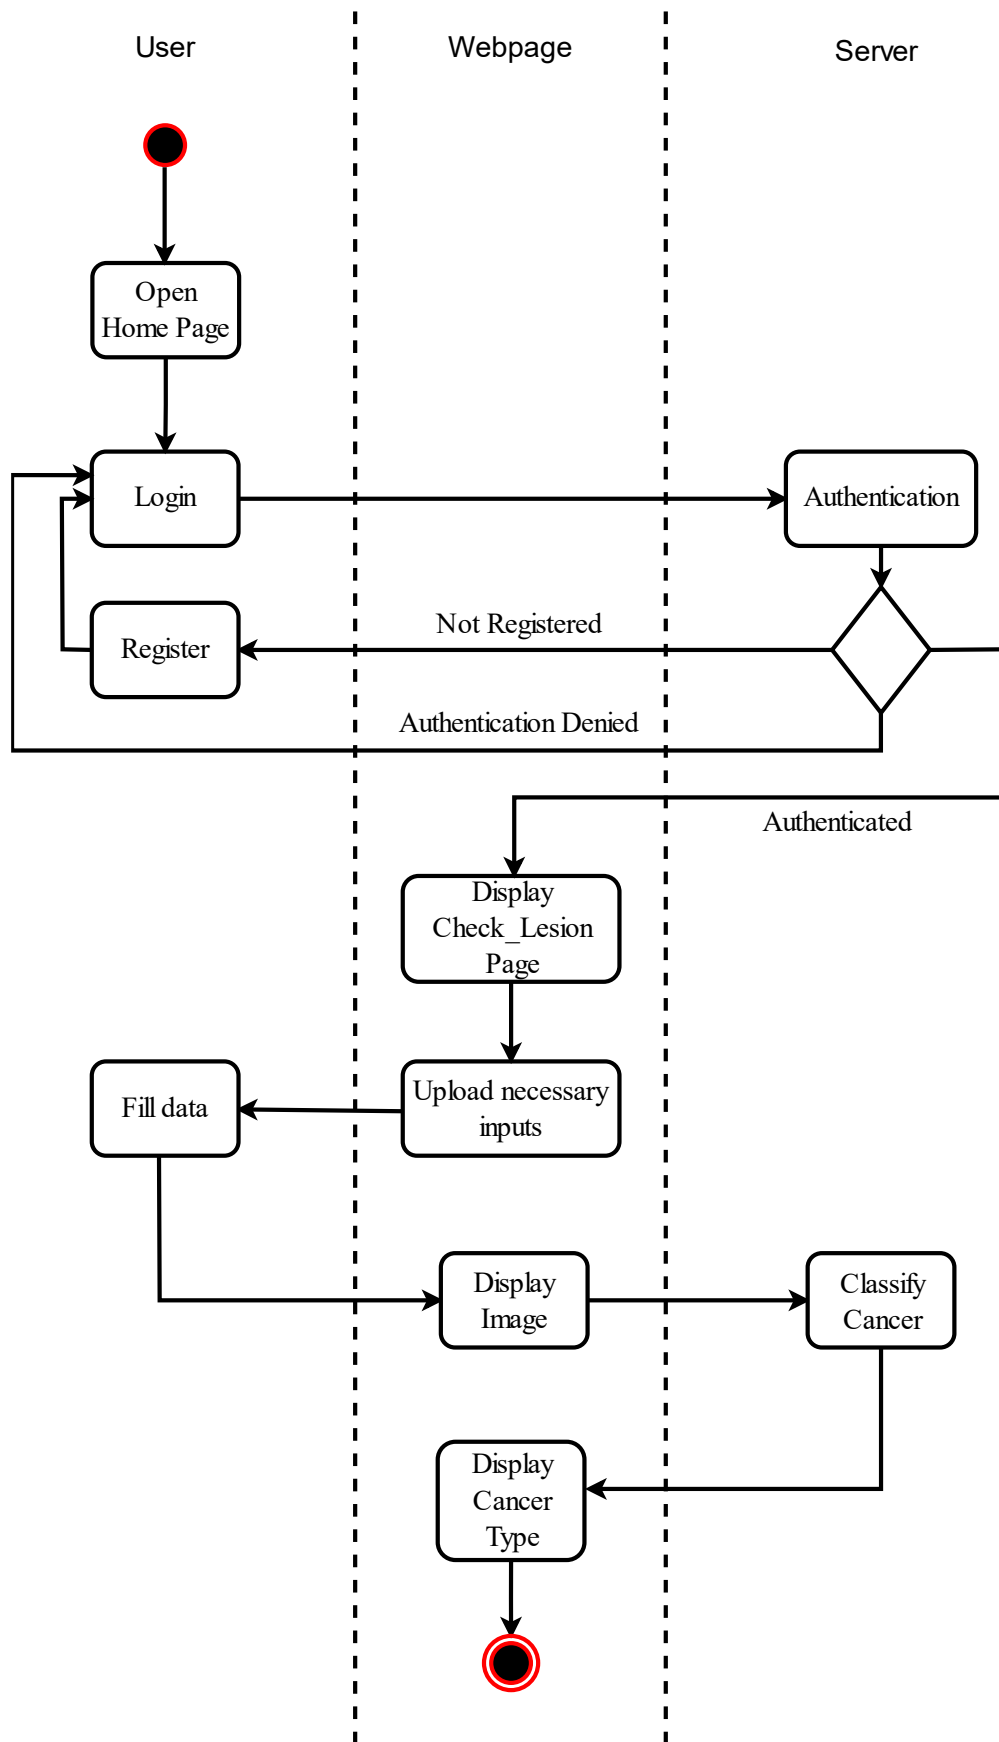 User
Webpage
Server
Open
Home Page
Login
Authentication
Register
Not Registered
Authentication Denied
Authenticated
Display
Check_Lesion
Page
Fill data
Upload necessary
inputs
Display
Image
Classify
Cancer
Display
Cancer
Type